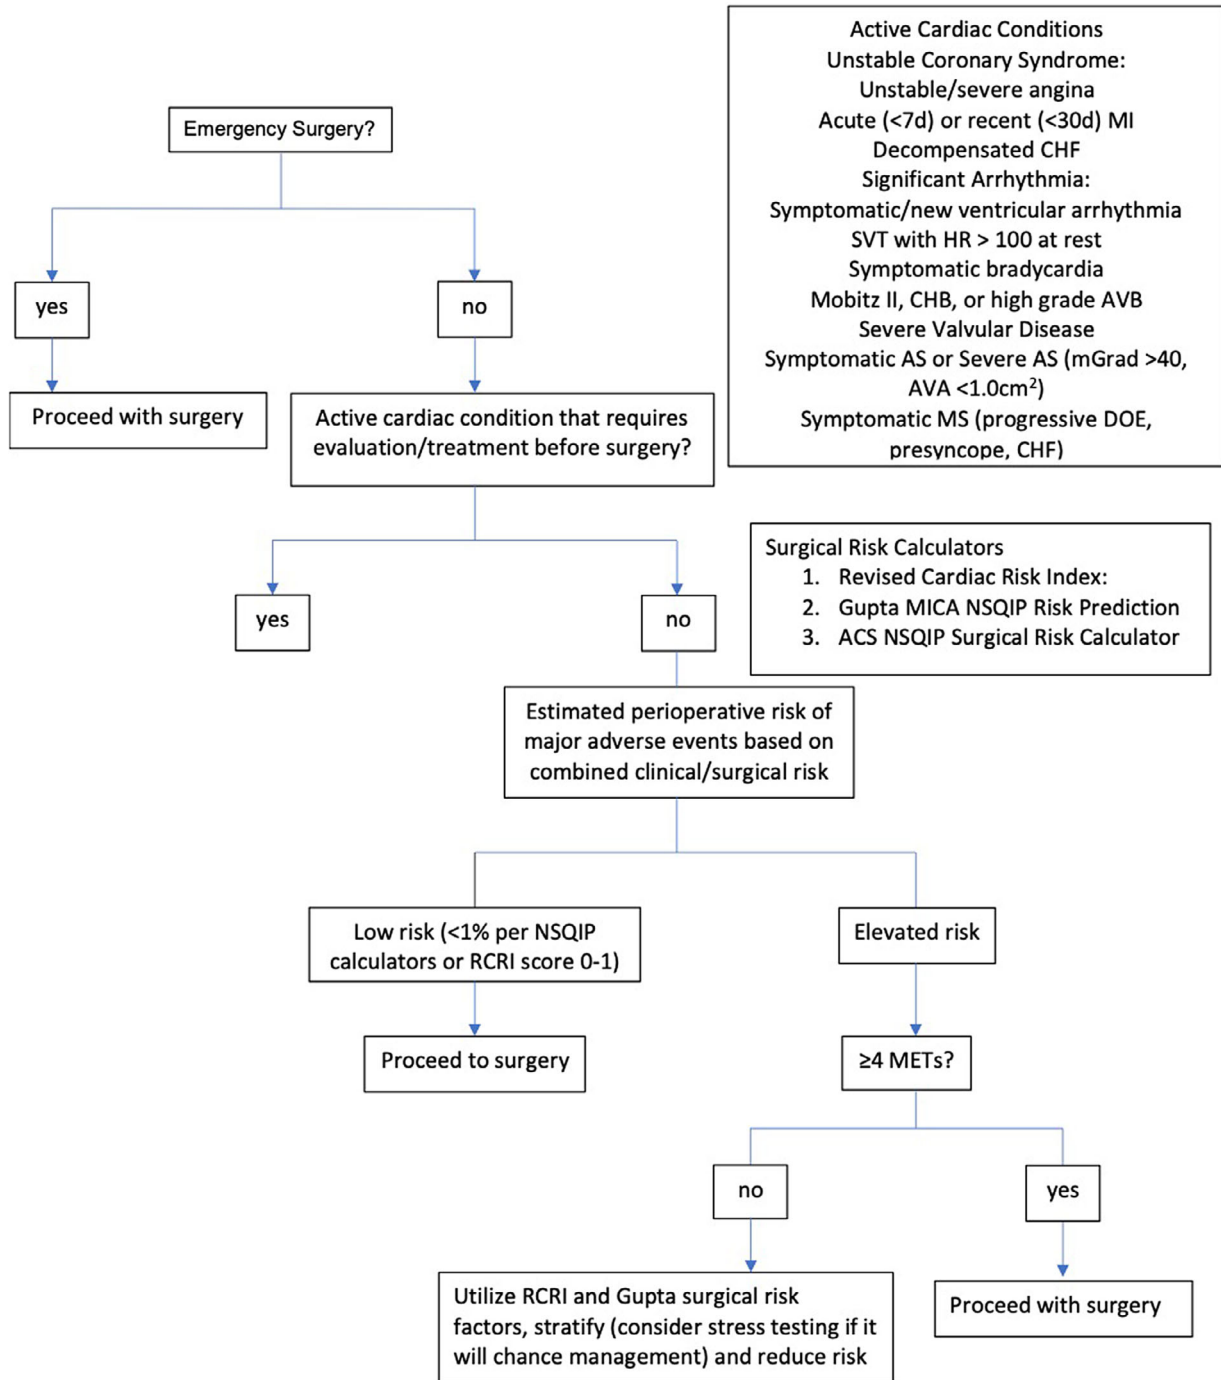 Active Cardiac Conditions
Unstable Coronary Syndrome:
Unstable/severe angina
Acute (<7d) or recent (<30d) MI
Decompensated CHF
Significant Arrhythmia:
Symptomatic/new ventricular arrhythmia
SVT with HR > 100 at rest
Symptomatic bradycardia
Mobitz II, CHB, or high grade AVB
Severe Valvular Disease
Symptomatic AS or Severe AS (mGrad >40,
AVA <1.0cm²)
Symptomatic MS (progressive DOE,
presyncope, CHF)
Emergency Surgery?
yes
no
Proceed with surgery
Active cardiac condition that requires
evaluation/treatment before surgery?
yes
no
Surgical Risk Calculators
1. Revised Cardiac Risk Index:
2. Gupta MICA NSQIP Risk Prediction
3. ACS NSQIP Surgical Risk Calculator
Estimated perioperative risk of
major adverse events based on
combined clinical/surgical risk
Low risk (<1% per NSQIP
calculators or RCRI score 0-1)
Elevated risk
Proceed to surgery
≥4 METs?
no
yes
Utilize RCRI and Gupta surgical risk
factors, stratify (consider stress testing if it
will chance management) and reduce risk
Proceed with surgery